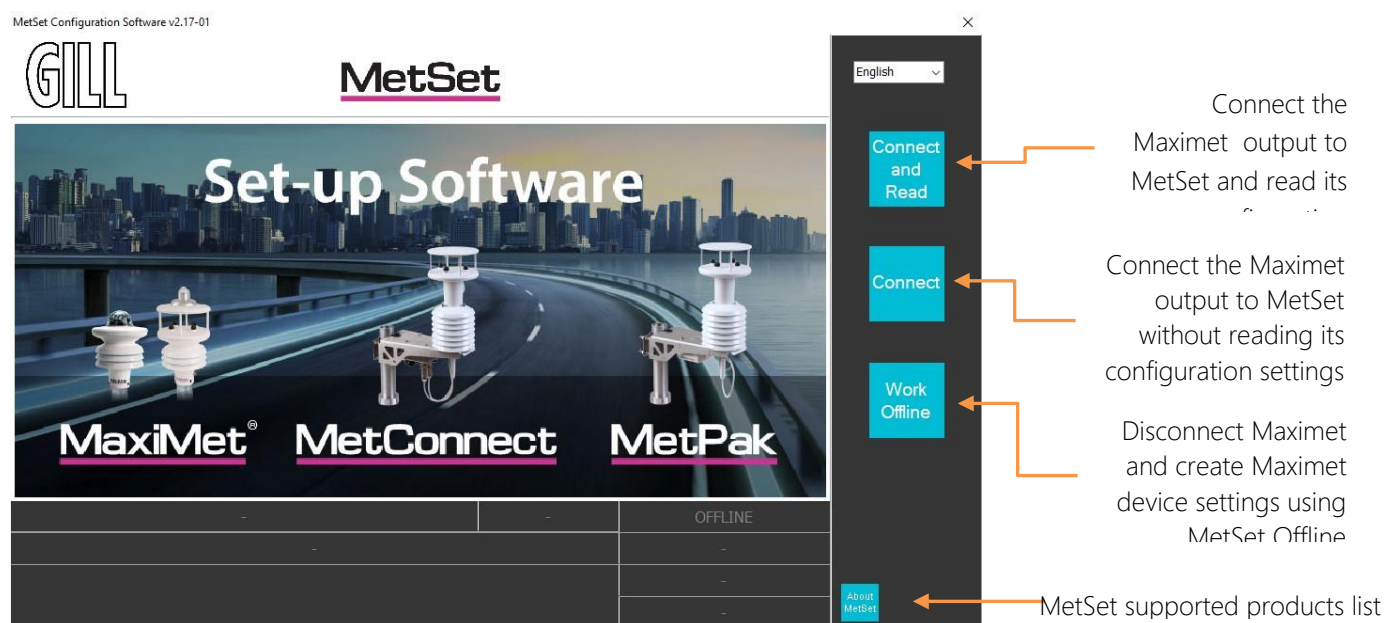 MetSet Configuration Software v2.17-01
GILL
MetSet
English
Set-up Software
MaxiMet®
MetConnect
MetPak
Connect
and
Read
Connect
Work
Offline
- - OFFLINE
- -
-
-
About
MetSet
Connect the
Maximet output to
MetSet and read its
Connect the Maximet
output to MetSet
without reading its
configuration settings
Disconnect Maximet
and create Maximet
device settings using
MetSet Offline
MetSet supported products list